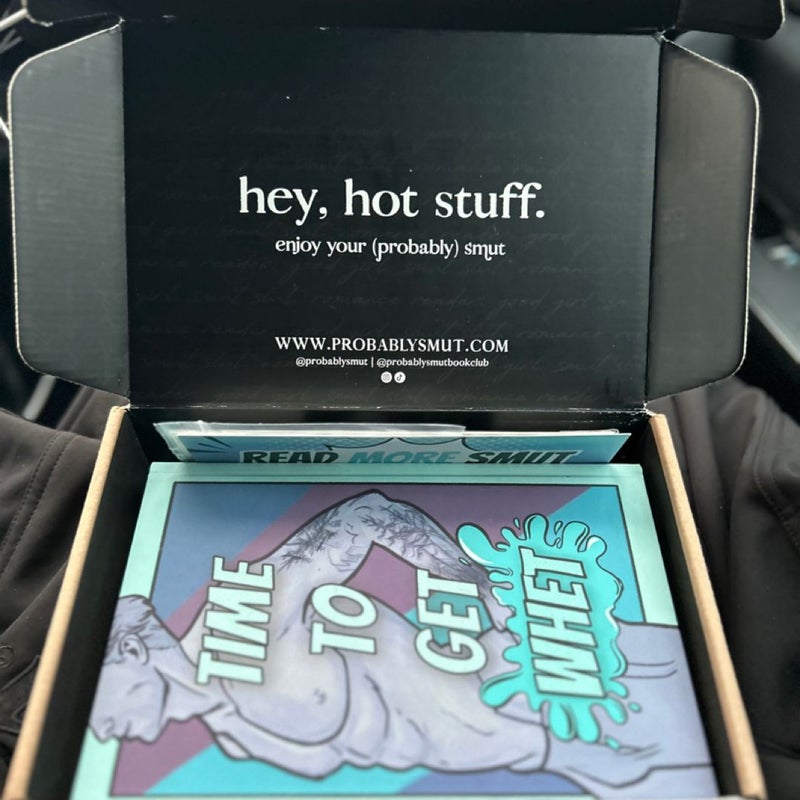 hey, hot stuff.
enjoy your (probably) smut
WWW.PROBABLYSMUT.COM
@probablysmut | @probablysmutbookclub
READ MORE SMUT
TIME
TO
GET
WHET